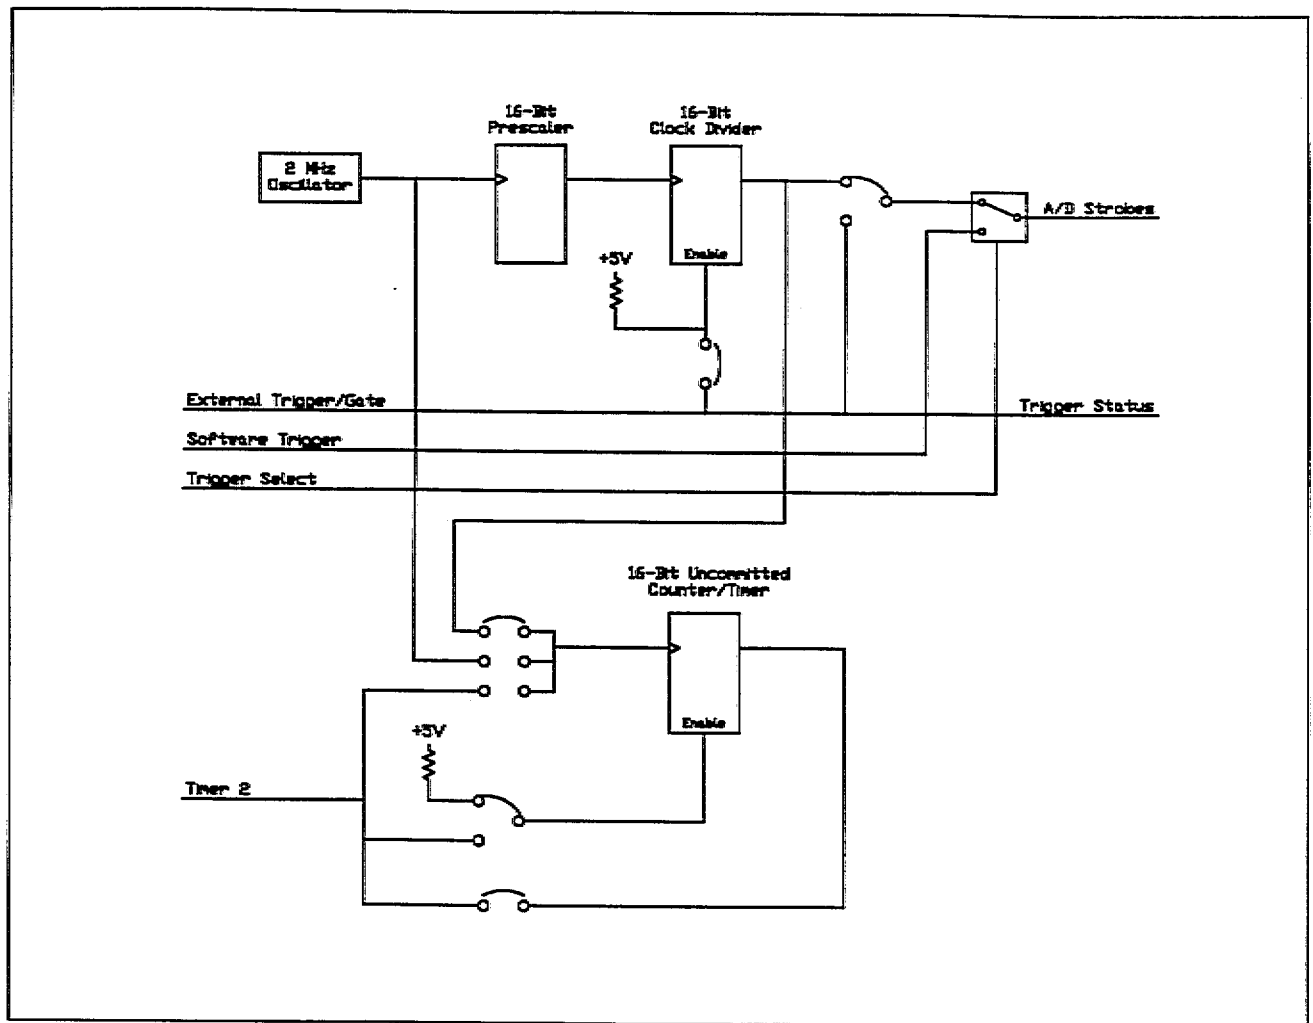 16-Bit
Prescaler
16-Bit
Clock Divider
2 MHz
Oscillator
A/D Strobes
Enable
+5V
External Trigger/Gate
Trigger Status
Software Trigger
Trigger Select
16-Bit Uncommitted
Counter/Timer
Enable
+5V
Timer 2